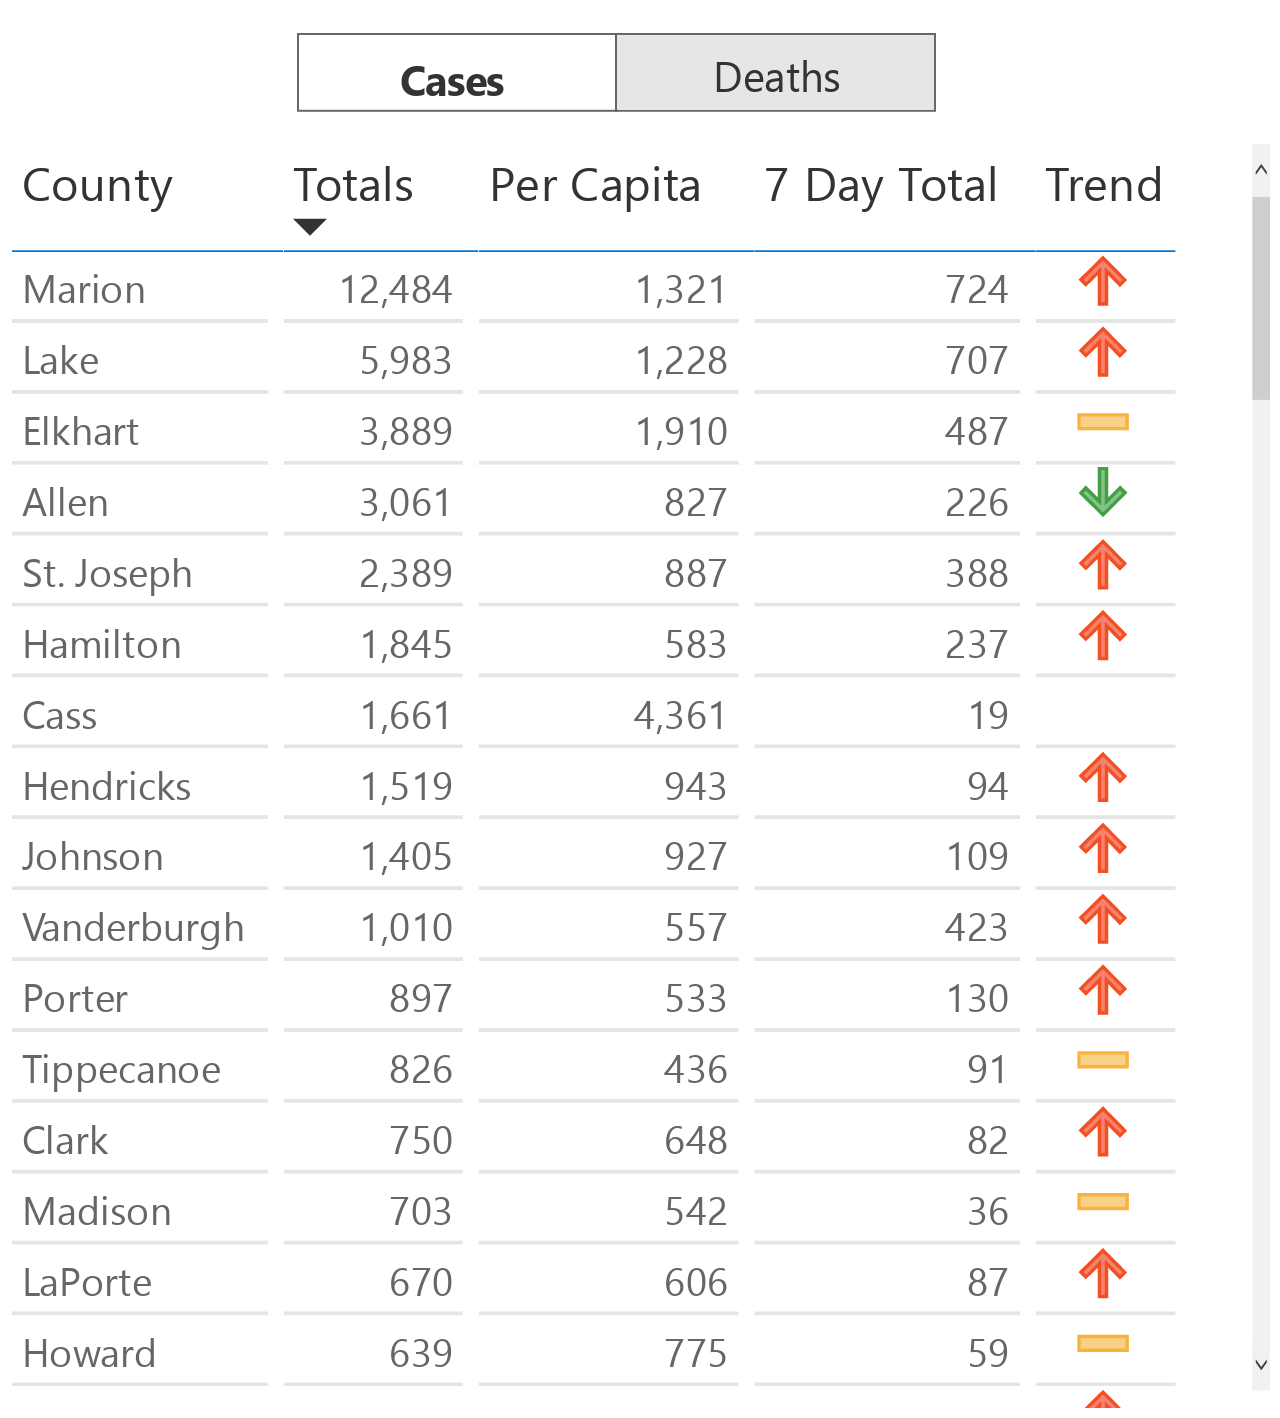 Cases Deaths
County Totals Per Capita 7 Day Total Trend
Marion 12,484 1,321 724
Lake 5,983 1,228 707
Elkhart 3,889 1,910 487
Allen 3,061 827 226
St. Joseph 2,389 887 388
Hamilton 1,845 583 237
Cass 1,661 4,361 19
Hendricks 1,519 943 94
Johnson 1,405 927 109
Vanderburgh 1,010 557 423
Porter 897 533 130
Tippecanoe 826 436 91
Clark 750 648 82
Madison 703 542 36
LaPorte 670 606 87
Howard 639 775 59